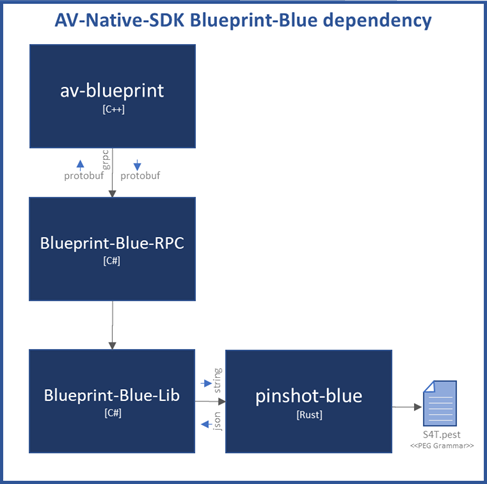 AV-Native-SDK Blueprint-Blue dependency
av-blueprint
[C++]
grpc
protobuf
protobuf
Blueprint-Blue-RPC
[C#]
Blueprint-Blue-Lib
[C#]
string
json
pinshot-blue
[Rust]
S4T.pest
<<PEG Grammar>>